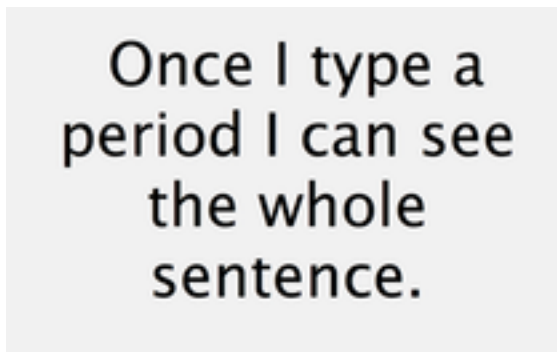 Once I type a
period I can see
the whole
sentence.